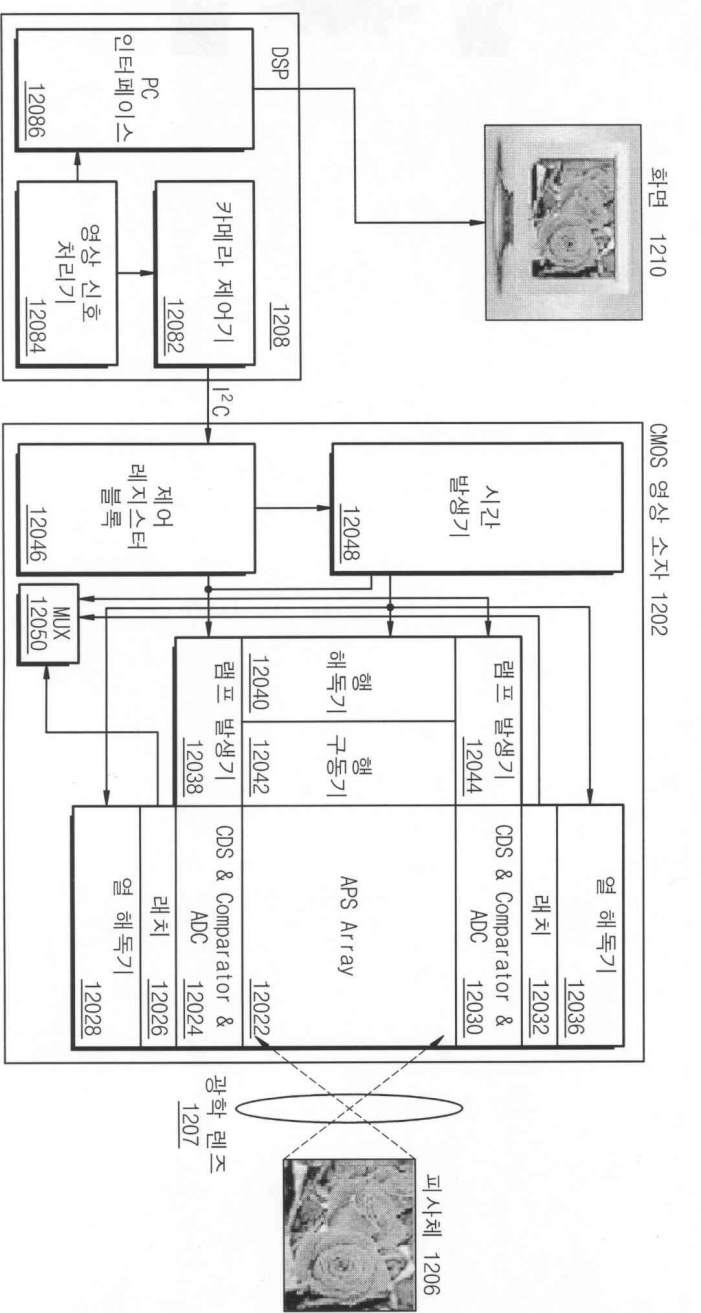 화면 1210
DSP
PC
인터페이스
12086
영상 신호
처리기
12084
카메라 제어기
12082
1208
I²C
CMOS 영상 소자 1202
시간
발생기
12048
제어
레지스터
블록
12046
MUX
12050
램프 발생기
12044
행
해독기
12040
행
구동기
12042
램프 발생기
12038
열 해독기
12036
래치
12032
CDS & Comparator &
ADC
12030
APS Array
12022
CDS & Comparator &
ADC
12024
래치
12026
열 해독기
12028
광학 렌즈
1207
피사체 1206